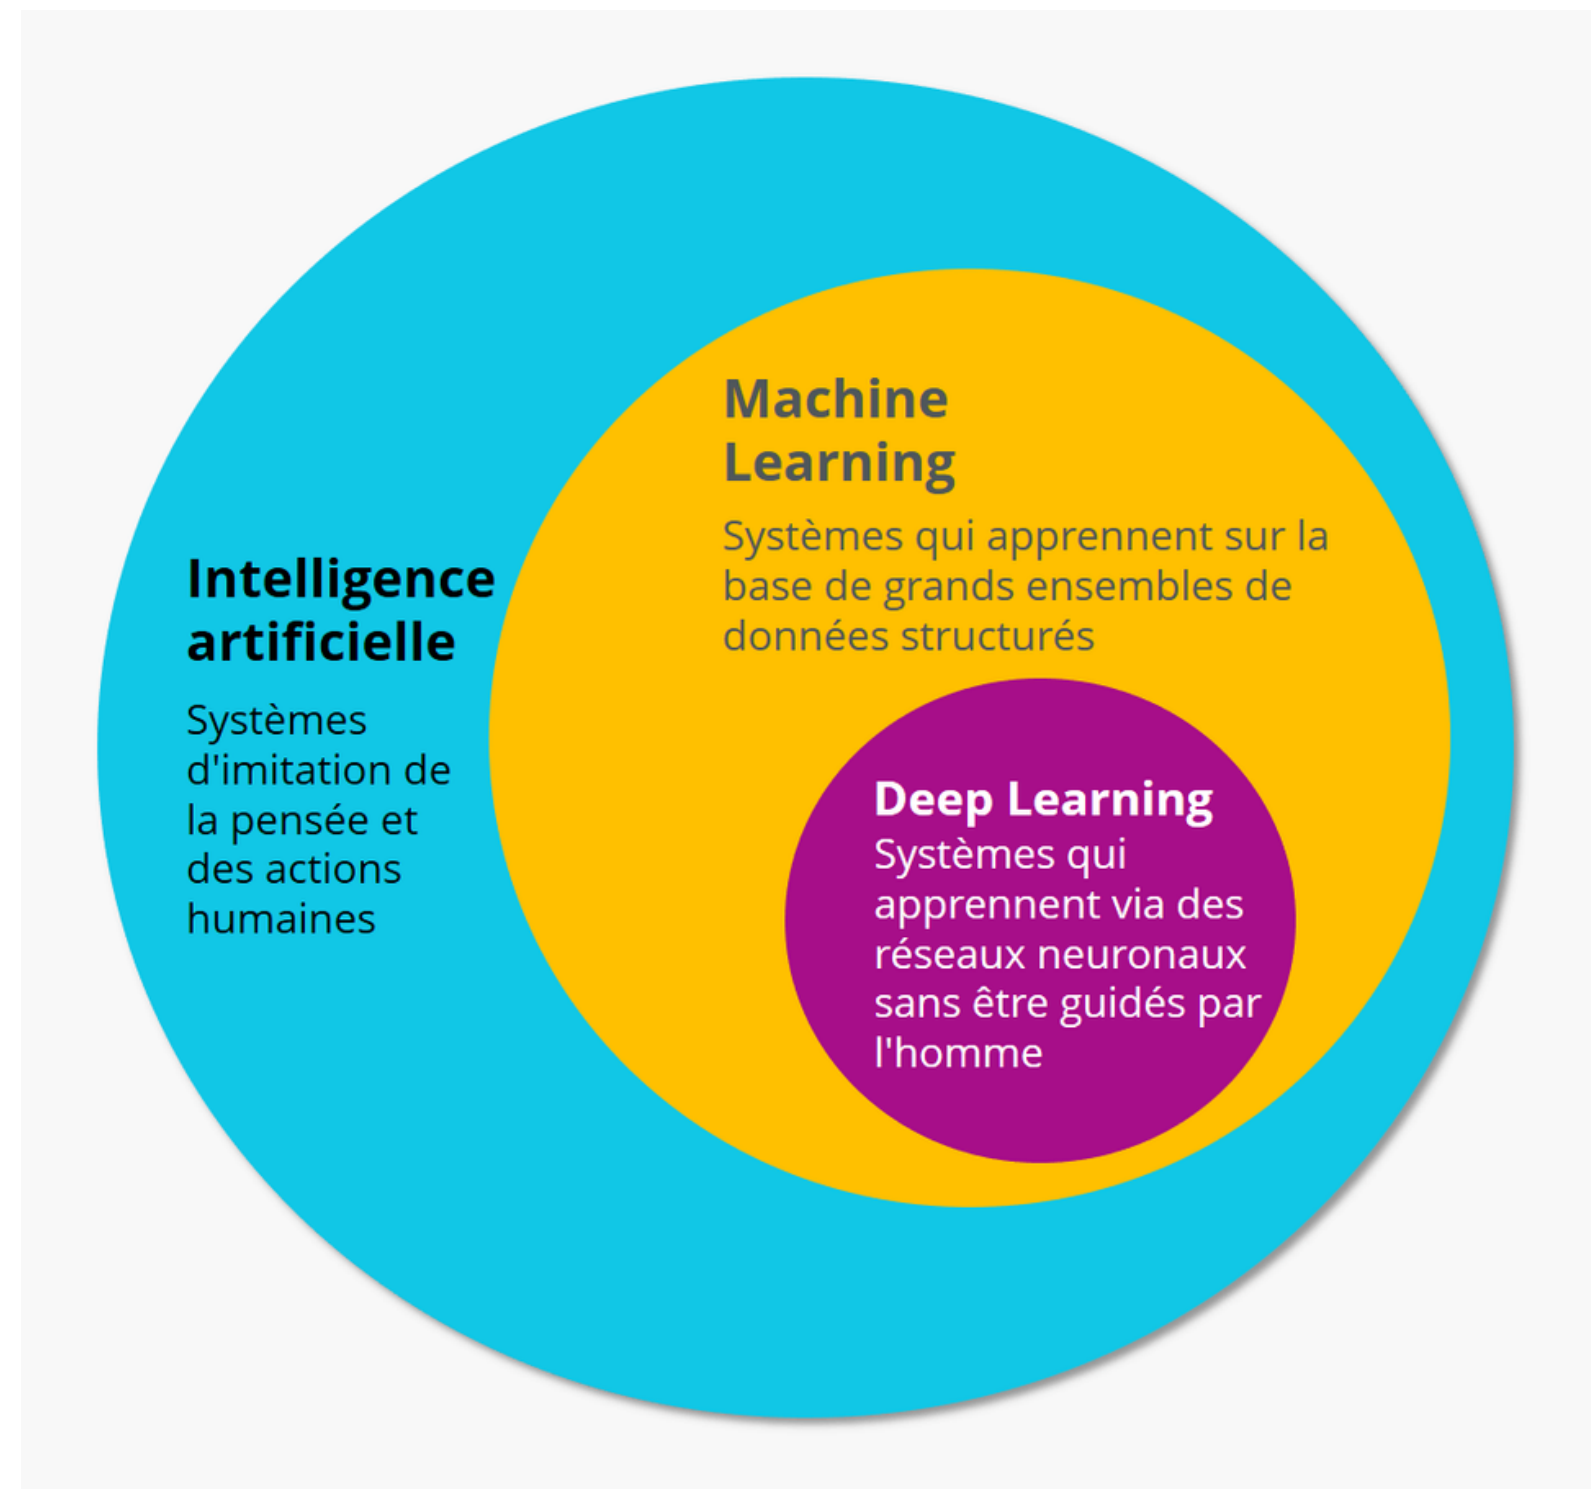 Intelligence
artificielle
Systèmes
d'imitation de
la pensée et
des actions
humaines
Machine
Learning
Systèmes qui apprennent sur la
base de grands ensembles de
données structurés
Deep Learning
Systèmes qui
apprennent via des
réseaux neuronaux
sans être guidés par
l'homme